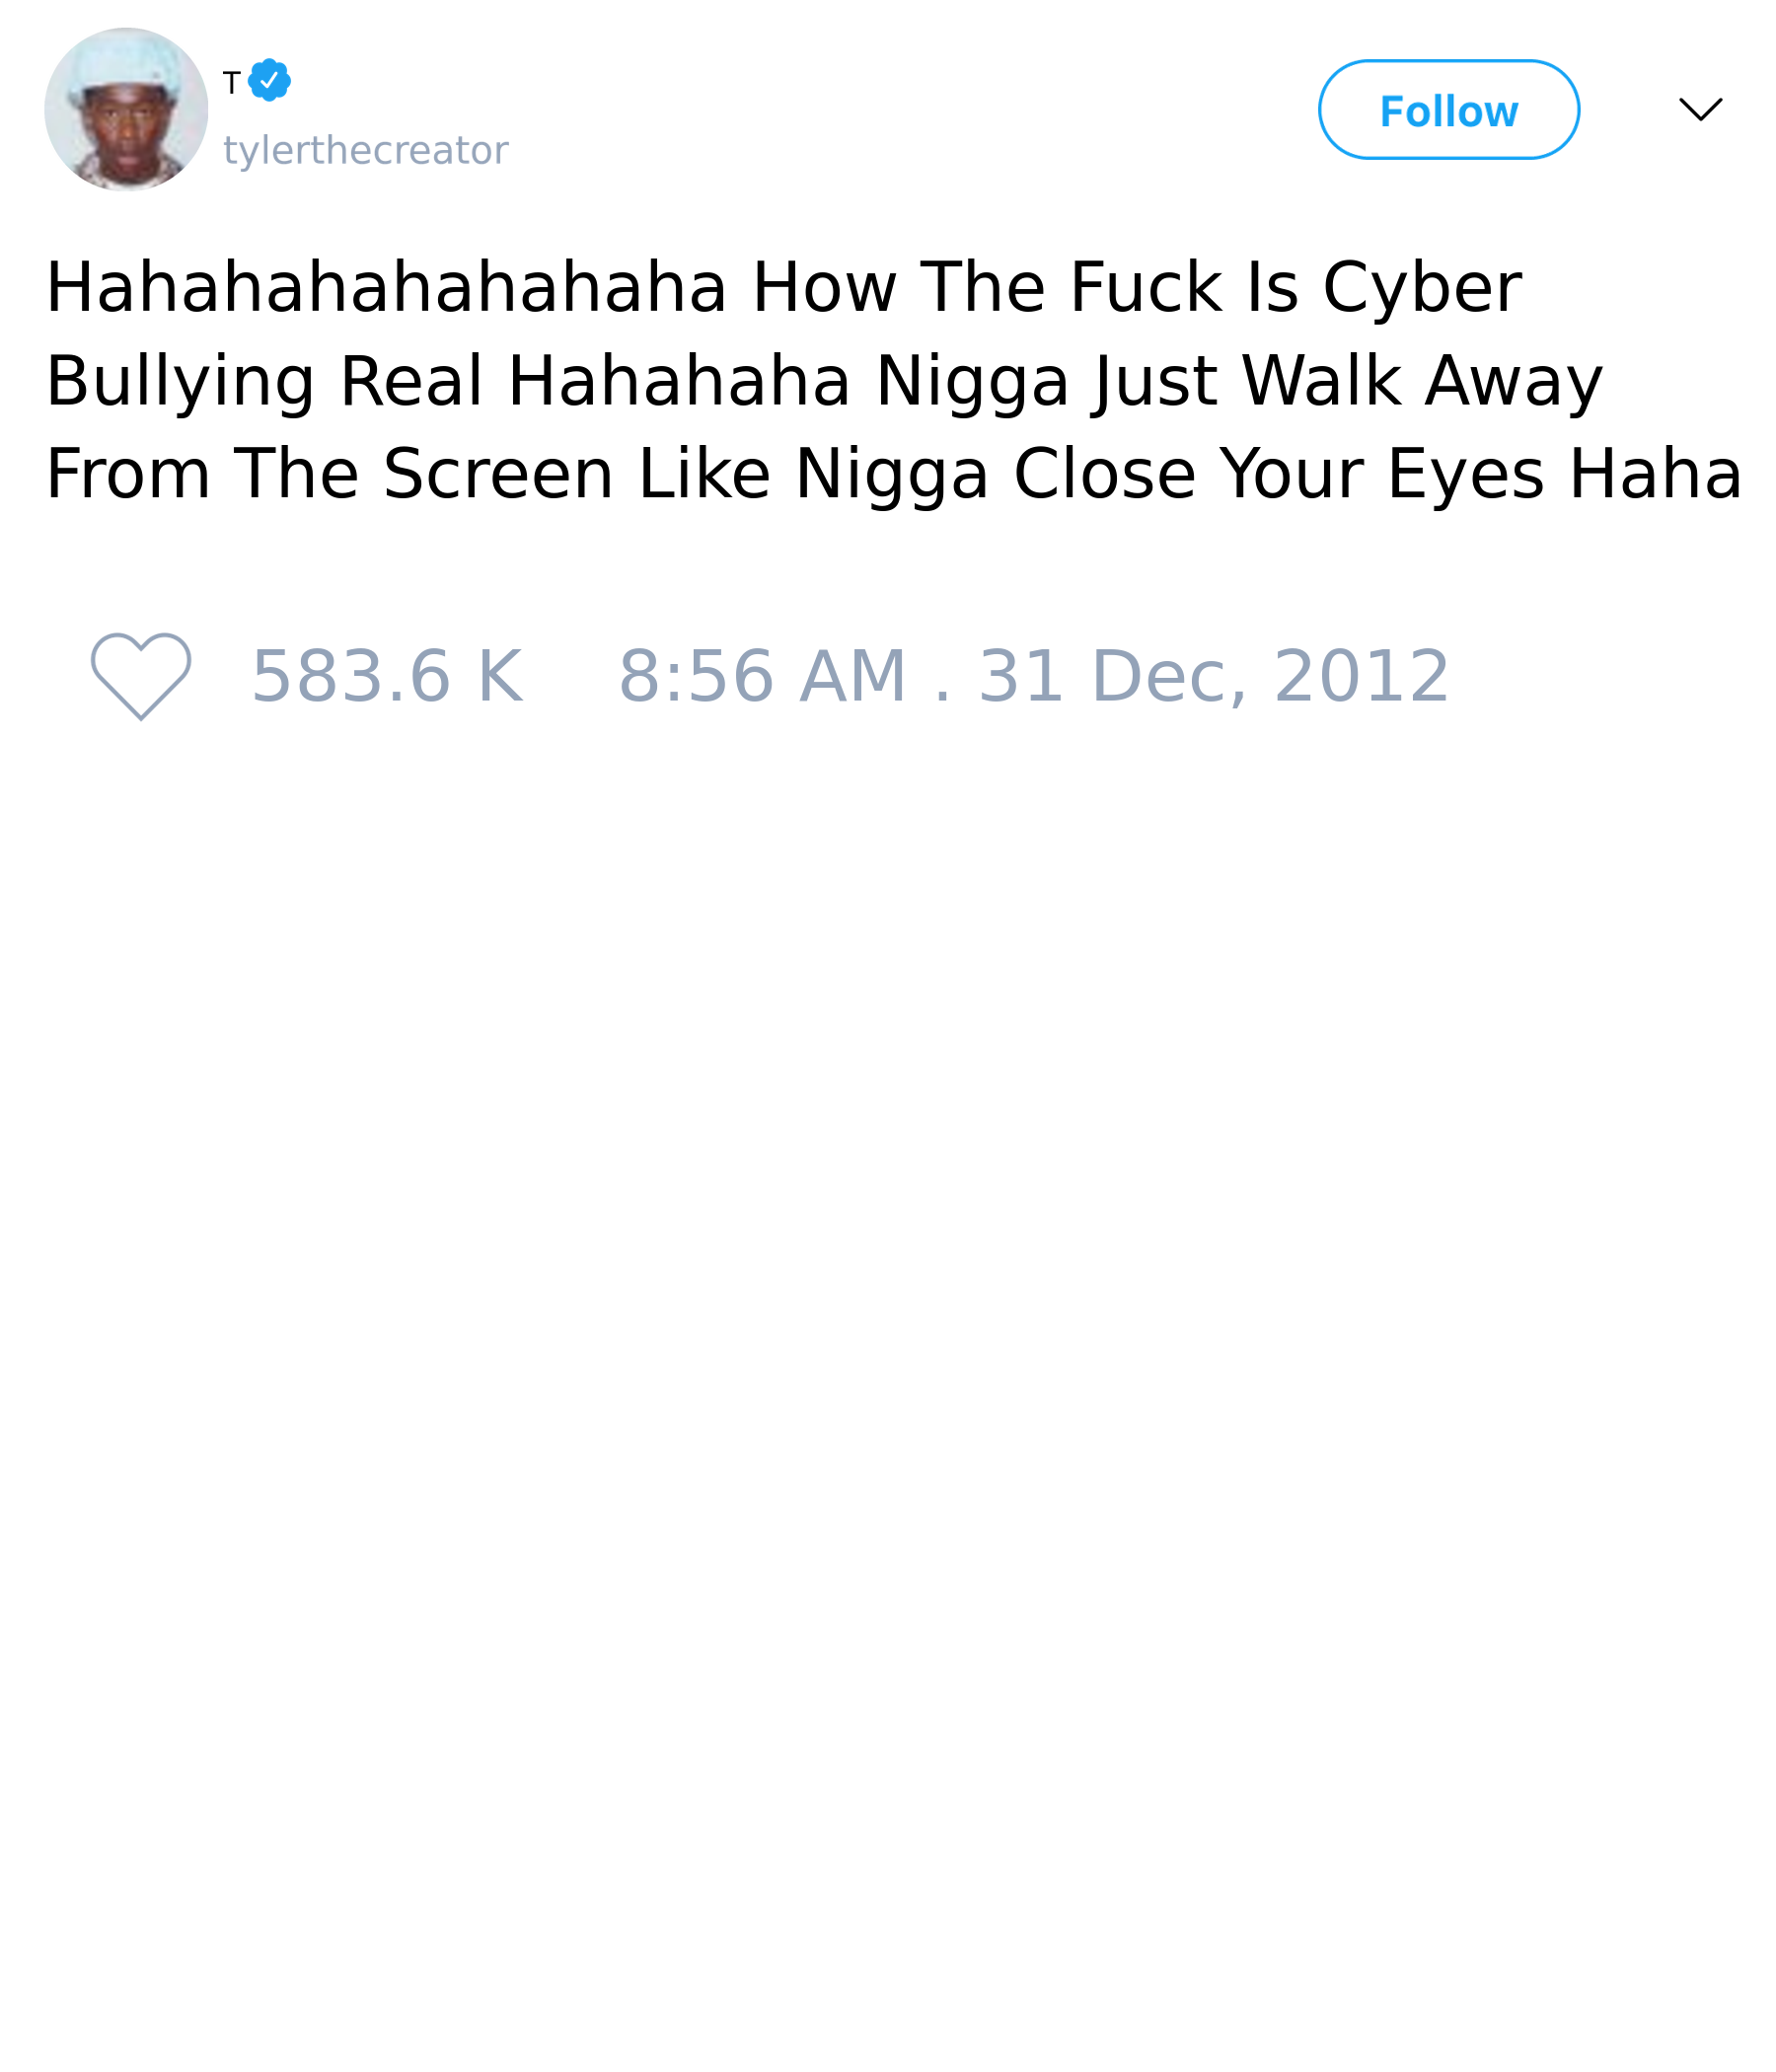 T
tylerthecreator
Follow
Hahahahahahahaha How The Fuck Is Cyber
Bullying Real Hahahaha Nigga Just Walk Away
From The Screen Like Nigga Close Your Eyes Haha
583.6 K 8:56 AM . 31 Dec, 2012